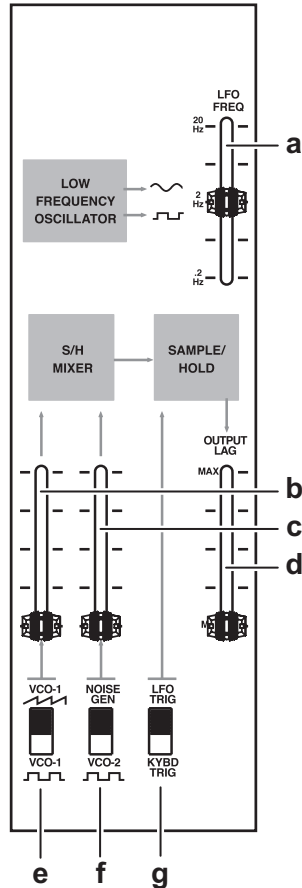 LFO
FREQ
20
Hz
a
LOW
FREQUENCY
OSCILLATOR
2
Hz
.2
Hz
S/H
MIXER
SAMPLE/
HOLD
OUTPUT
LAG
MAX
b
c
d
M
VCO-1
NOISE
GEN
LFO
TRIG
VCO-1
VCO-2
KYBD
TRIG
e
f
g